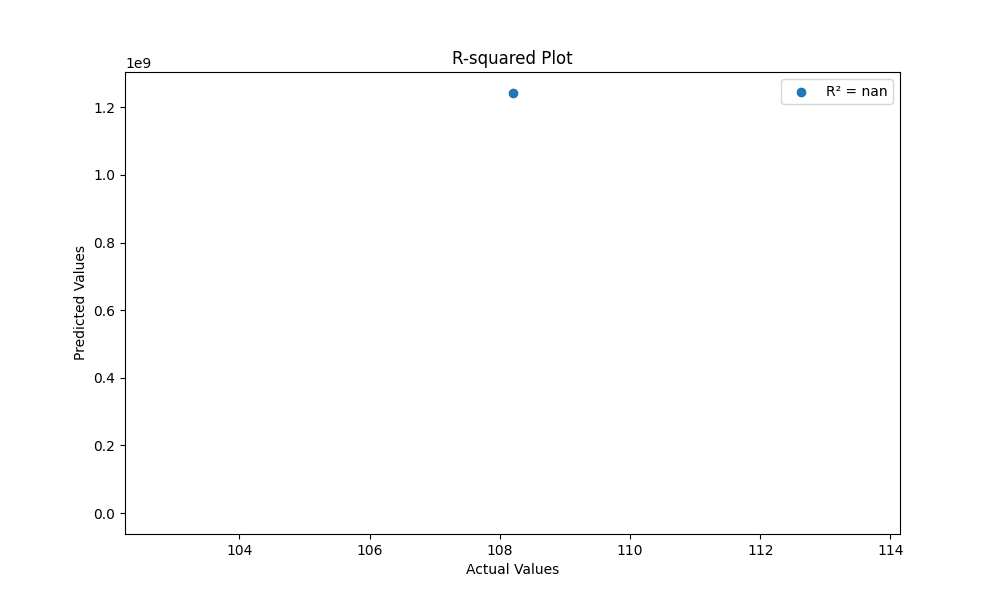 R-squared Plot
1e9
R² = nan
1.2
1.0
0.8
0.6
0.4
0.2
0.0
Predicted Values
104 106 108 110 112 114
Actual Values